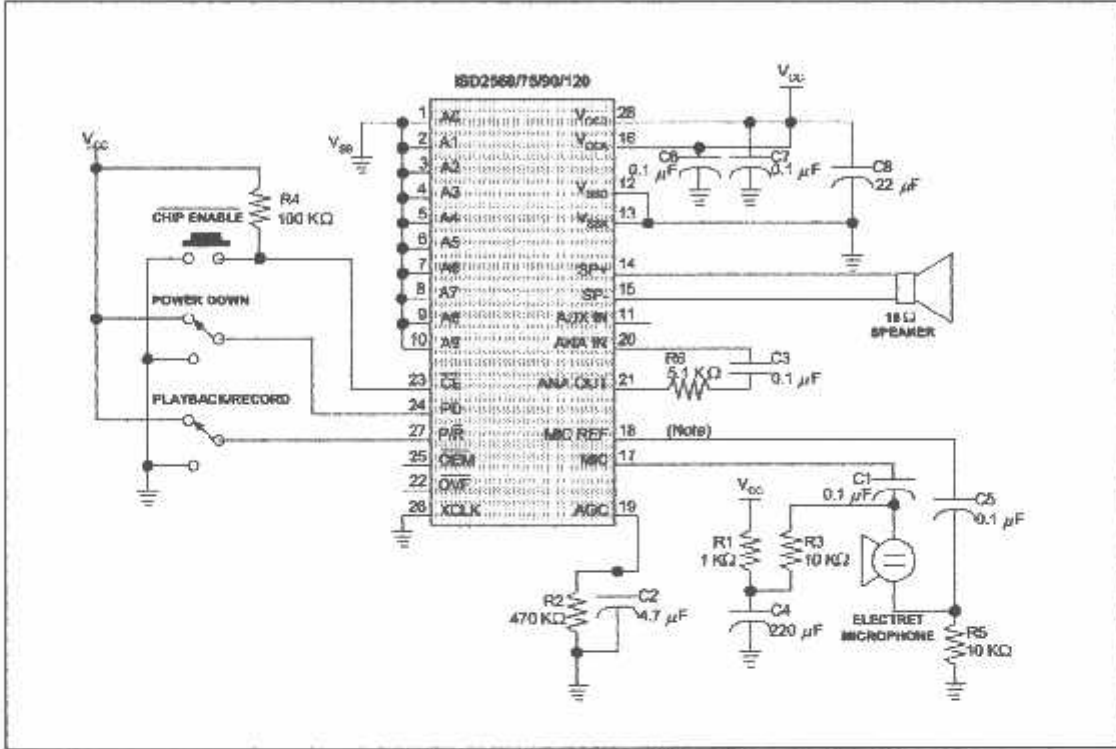 ISD2560/75/90/120
VCC
VSS
VCC
1 A0
2 A1
3 A2
4 A3
5 A4
6 A5
7 A6
8 A7
9 A8
10 A9
23 CE
24 PD
27 P/R
25 OEM
22 OVF
26 XCLK
VCCD 28
VCCA 16
VSSD 12
VSSA 13
SP+ 14
SP- 15
AUX IN 11
ANA IN 20
ANA OUT 21
MIC REF 18 (Note)
MIC 17
AGC 19
R4
100 KΩ
CHIP ENABLE
POWER DOWN
PLAYBACK/RECORD
C6
0.1 µF
C7
0.1 µF
C8
22 µF
16 Ω
SPEAKER
R6
5.1 KΩ
C3
0.1 µF
C1
0.1 µF
C5
0.1 µF
VCC
R1
1 KΩ
R3
10 KΩ
C4
220 µF
ELECTRET
MICROPHONE
R5
10 KΩ
R2
470 KΩ
C2
4.7 µF